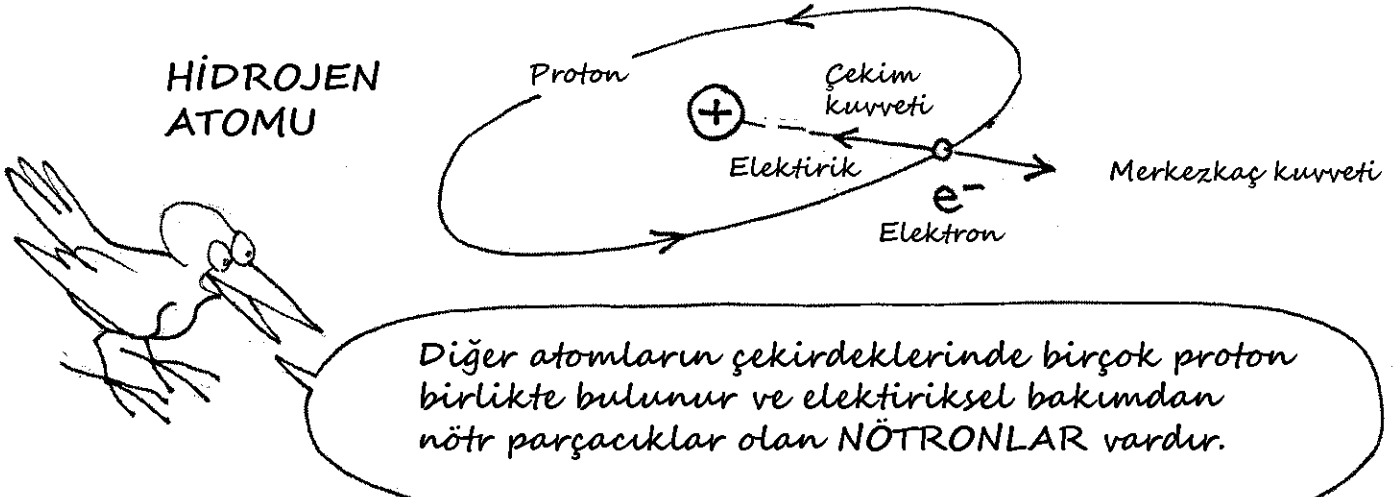 HİDROJEN
ATOMU
Proton
+
Çekim
kuvveti
Elektirik
e⁻
Elektron
Merkezkaç kuvveti
Diğer atomların çekirdeklerinde birçok proton
birlikte bulunur ve elektiriksel bakımdan
nötr parçacıklar olan NÖTRONLAR vardır.